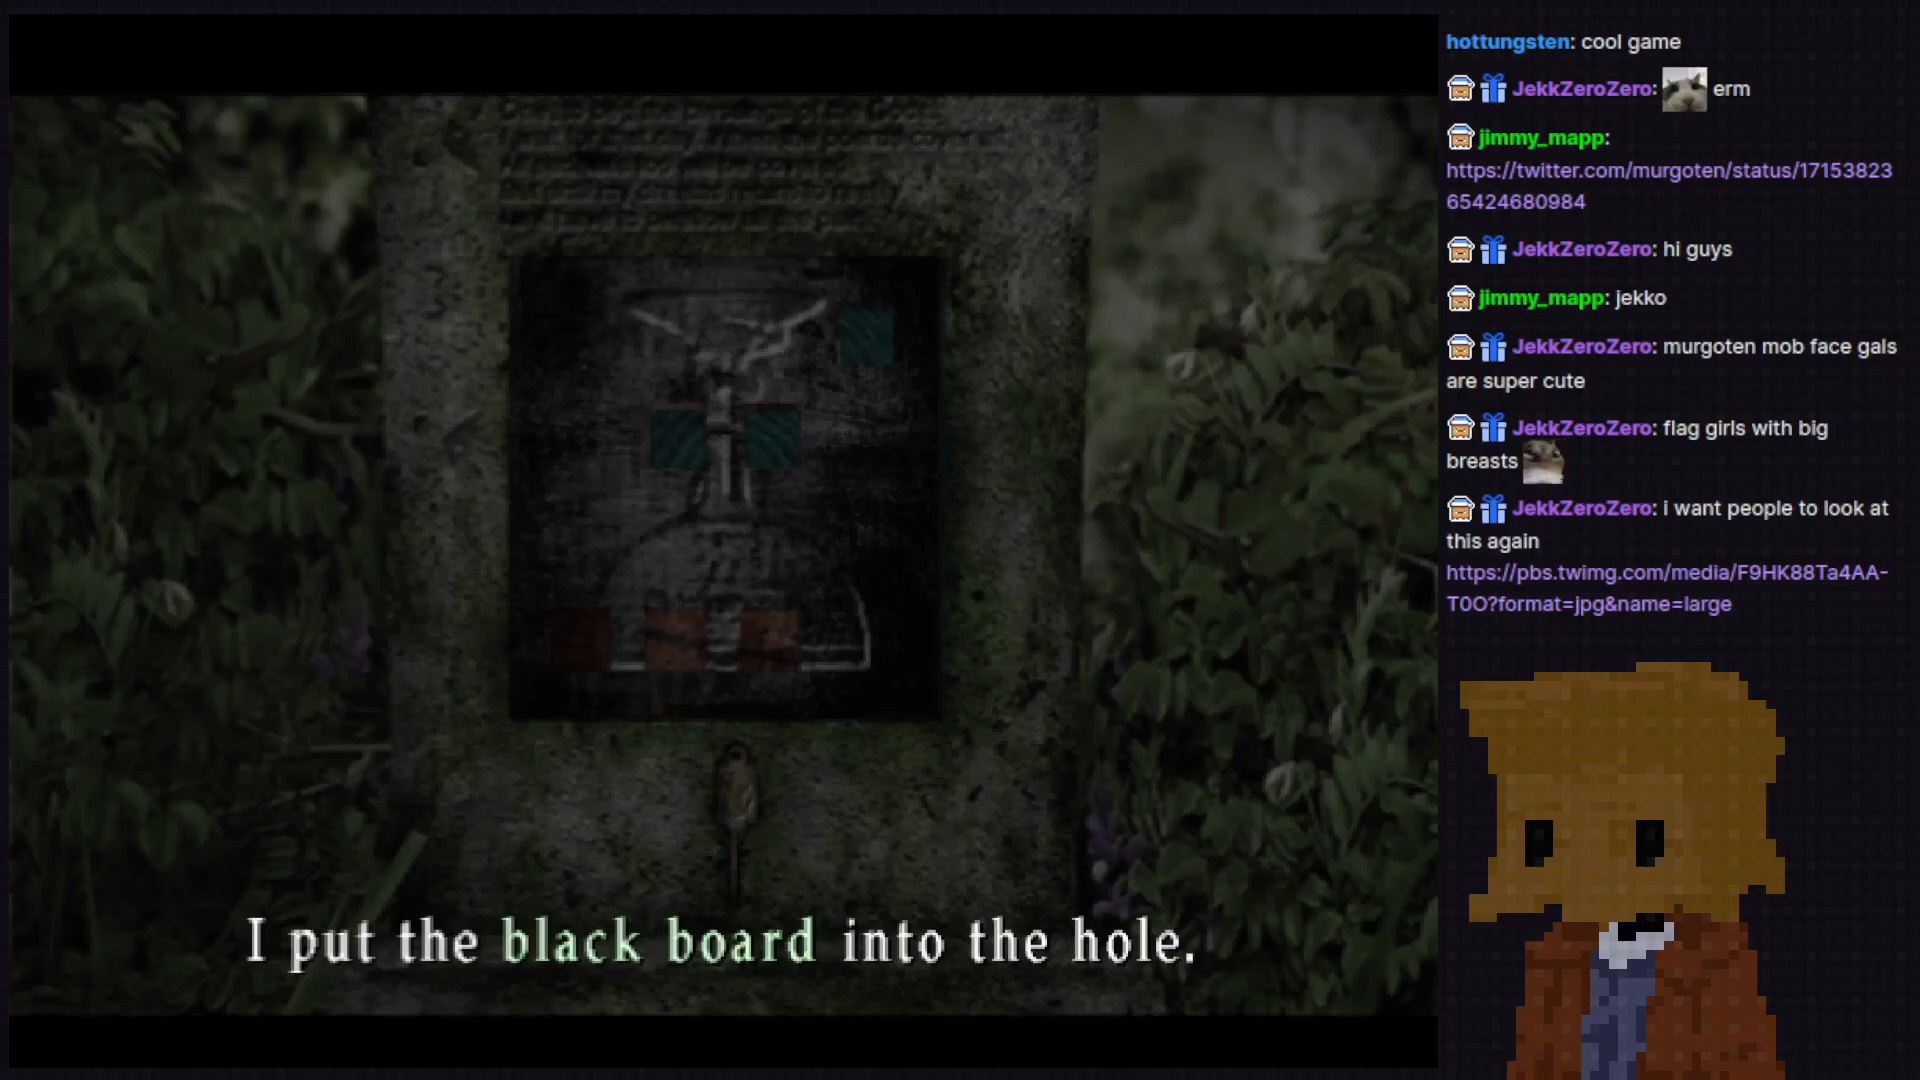 I put the black board into the hole.
hottungsten: cool game
JekkZeroZero: erm
jimmy_mapp:
https://twitter.com/murgoten/status/17153823
65424680984
JekkZeroZero: hi guys
jimmy_mapp: jekko
JekkZeroZero: murgoten mob face gals
are super cute
JekkZeroZero: flag girls with big
breasts
JekkZeroZero: i want people to look at
this again
https://pbs.twimg.com/media/F9HK88Ta4AA-
T0O?format=jpg&name=large